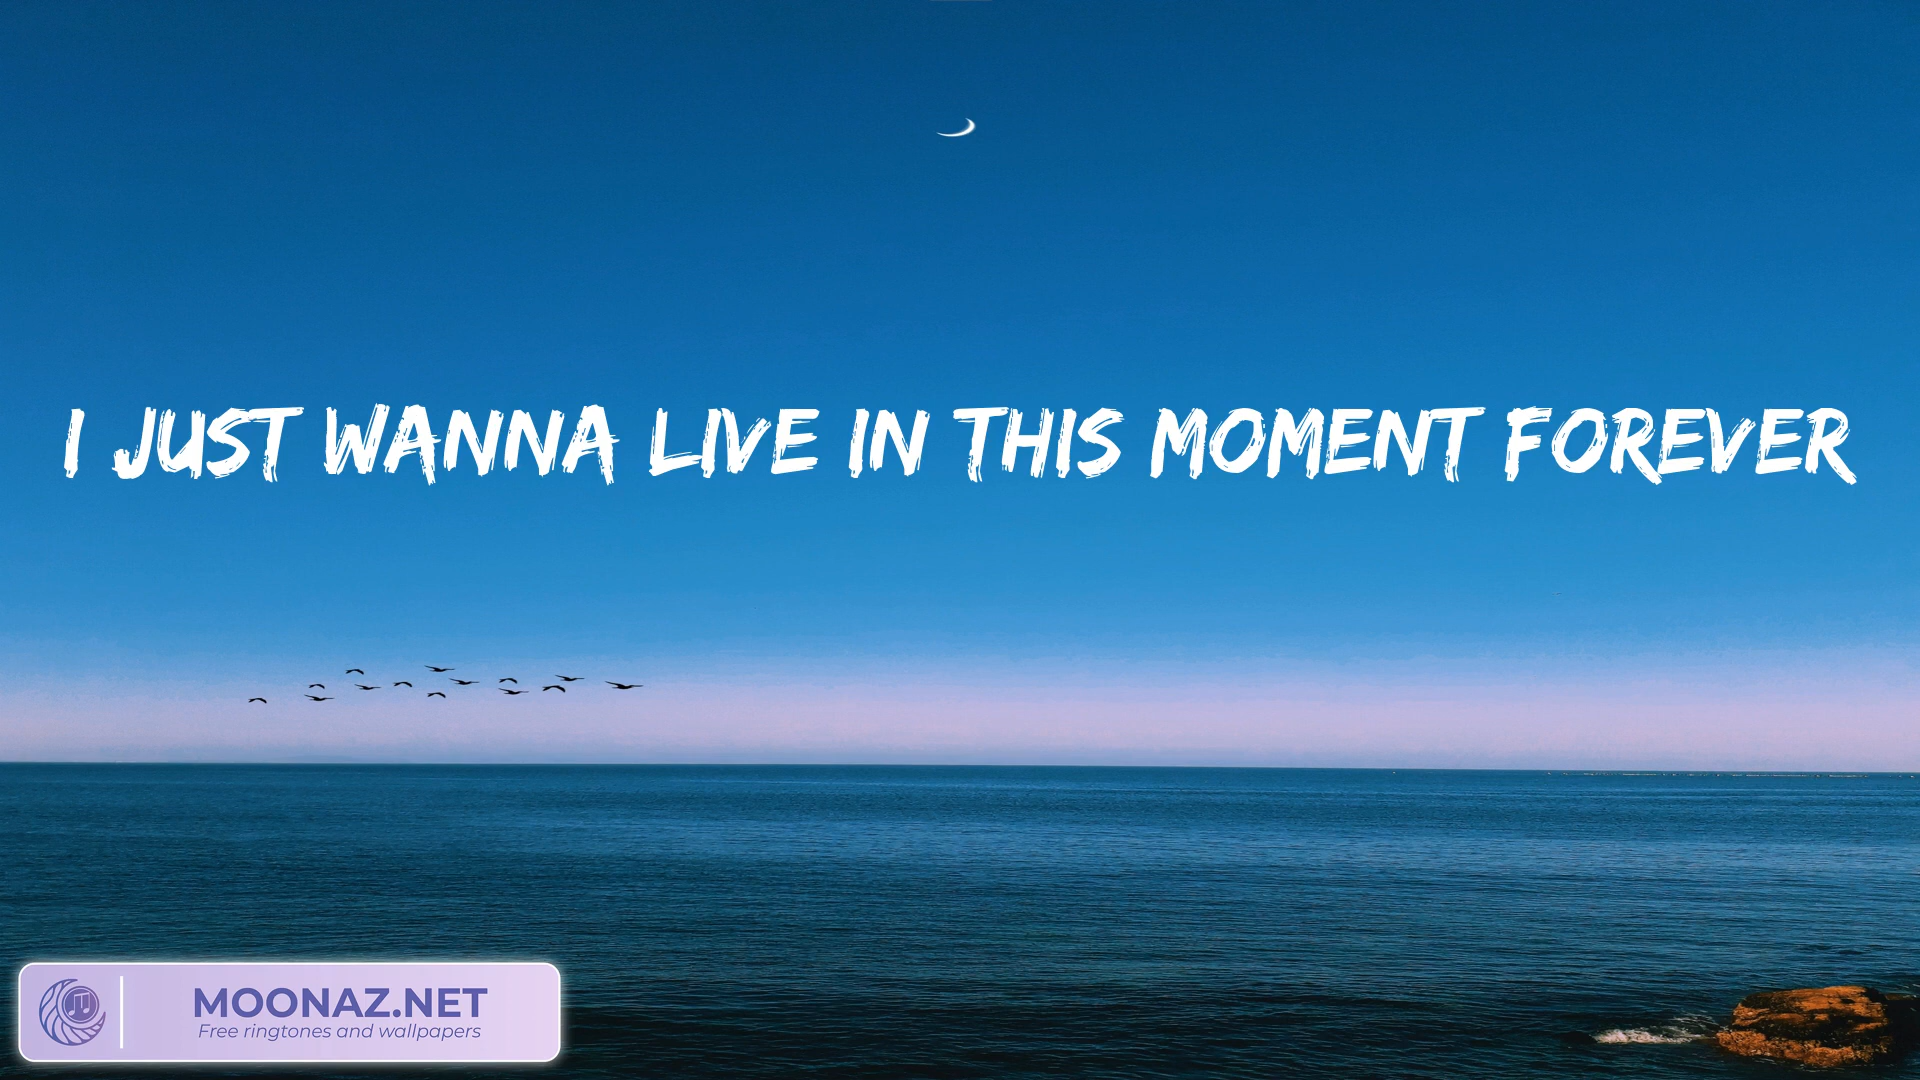 I JUST WANNA LIVE IN THIS MOMENT FOREVER
MOONAZ.NET
Free ringtones and wallpapers